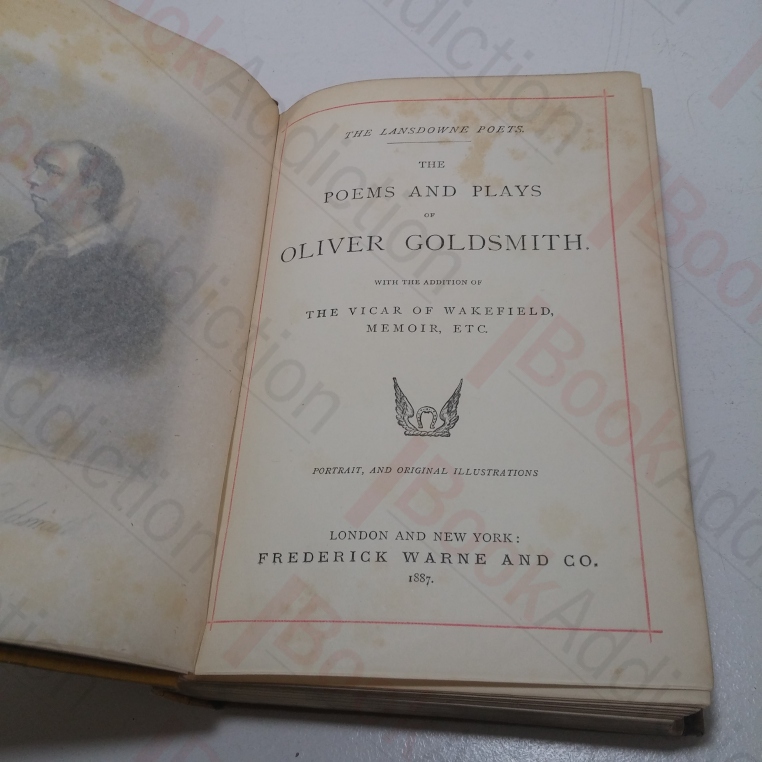 THE LANSDOWNE POETS.
THE
POEMS AND PLAYS
OF
OLIVER GOLDSMITH.
WITH THE ADDITION OF
THE VICAR OF WAKEFIELD,
MEMOIR, ETC.
PORTRAIT, AND ORIGINAL ILLUSTRATIONS
LONDON AND NEW YORK:
FREDERICK WARNE AND CO.
1887.
BookAddiction